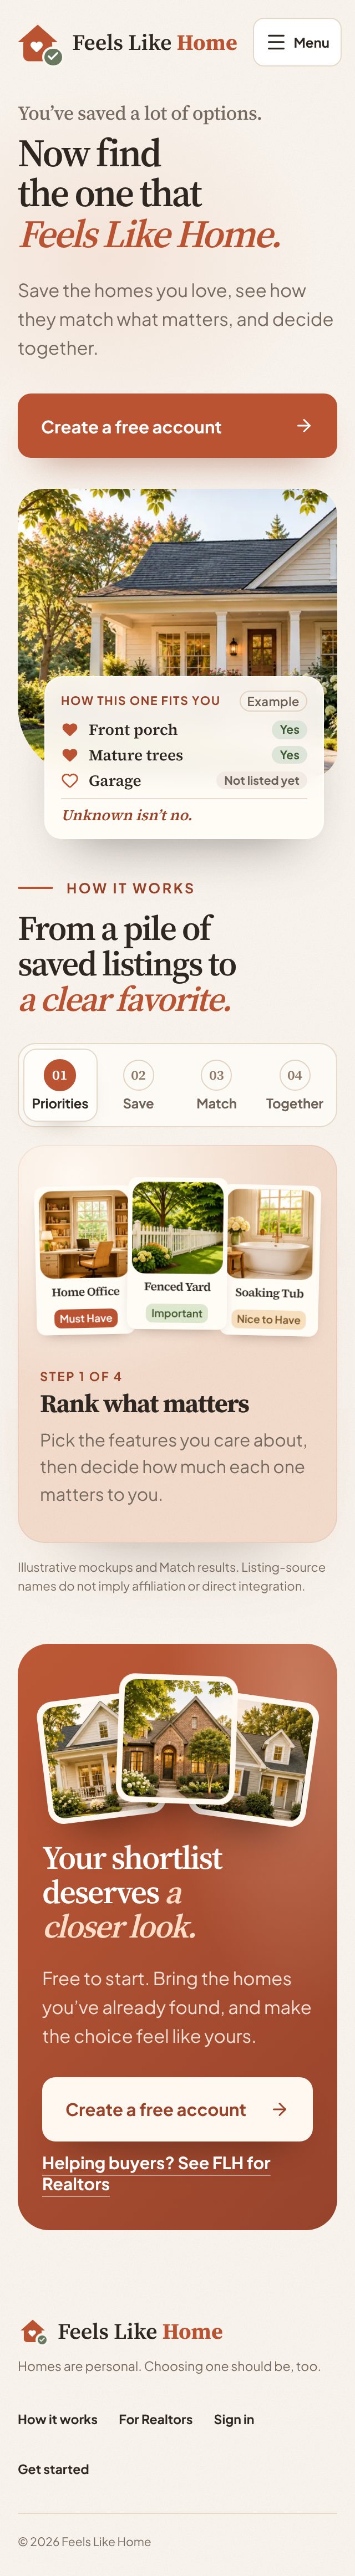 Feels Like Home
Menu
You’ve saved a lot of options.
Now find
the one that
Feels Like Home.
Save the homes you love, see how
they match what matters, and decide
together.
Create a free account
HOW THIS ONE FITS YOU
Example
Front porch
Yes
Mature trees
Yes
Garage
Not listed yet
Unknown isn’t no.
HOW IT WORKS
From a pile of
saved listings to
a clear favorite.
01
Priorities
02
Save
03
Match
04
Together
Home Office
Must Have
Fenced Yard
Important
Soaking Tub
Nice to Have
STEP 1 OF 4
Rank what matters
Pick the features you care about,
then decide how much each one
matters to you.
Illustrative mockups and Match results. Listing-source
names do not imply affiliation or direct integration.
Your shortlist
deserves a
closer look.
Free to start. Bring the homes
you’ve already found, and make
the choice feel like yours.
Create a free account
Helping buyers? See FLH for
Realtors
Feels Like Home
Homes are personal. Choosing one should be, too.
How it works
For Realtors
Sign in
Get started
© 2026 Feels Like Home